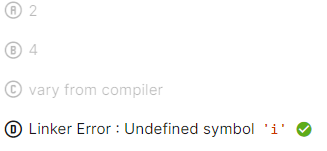 A 2
B 4
C vary from compiler
D Linker Error : Undefined symbol 'i'